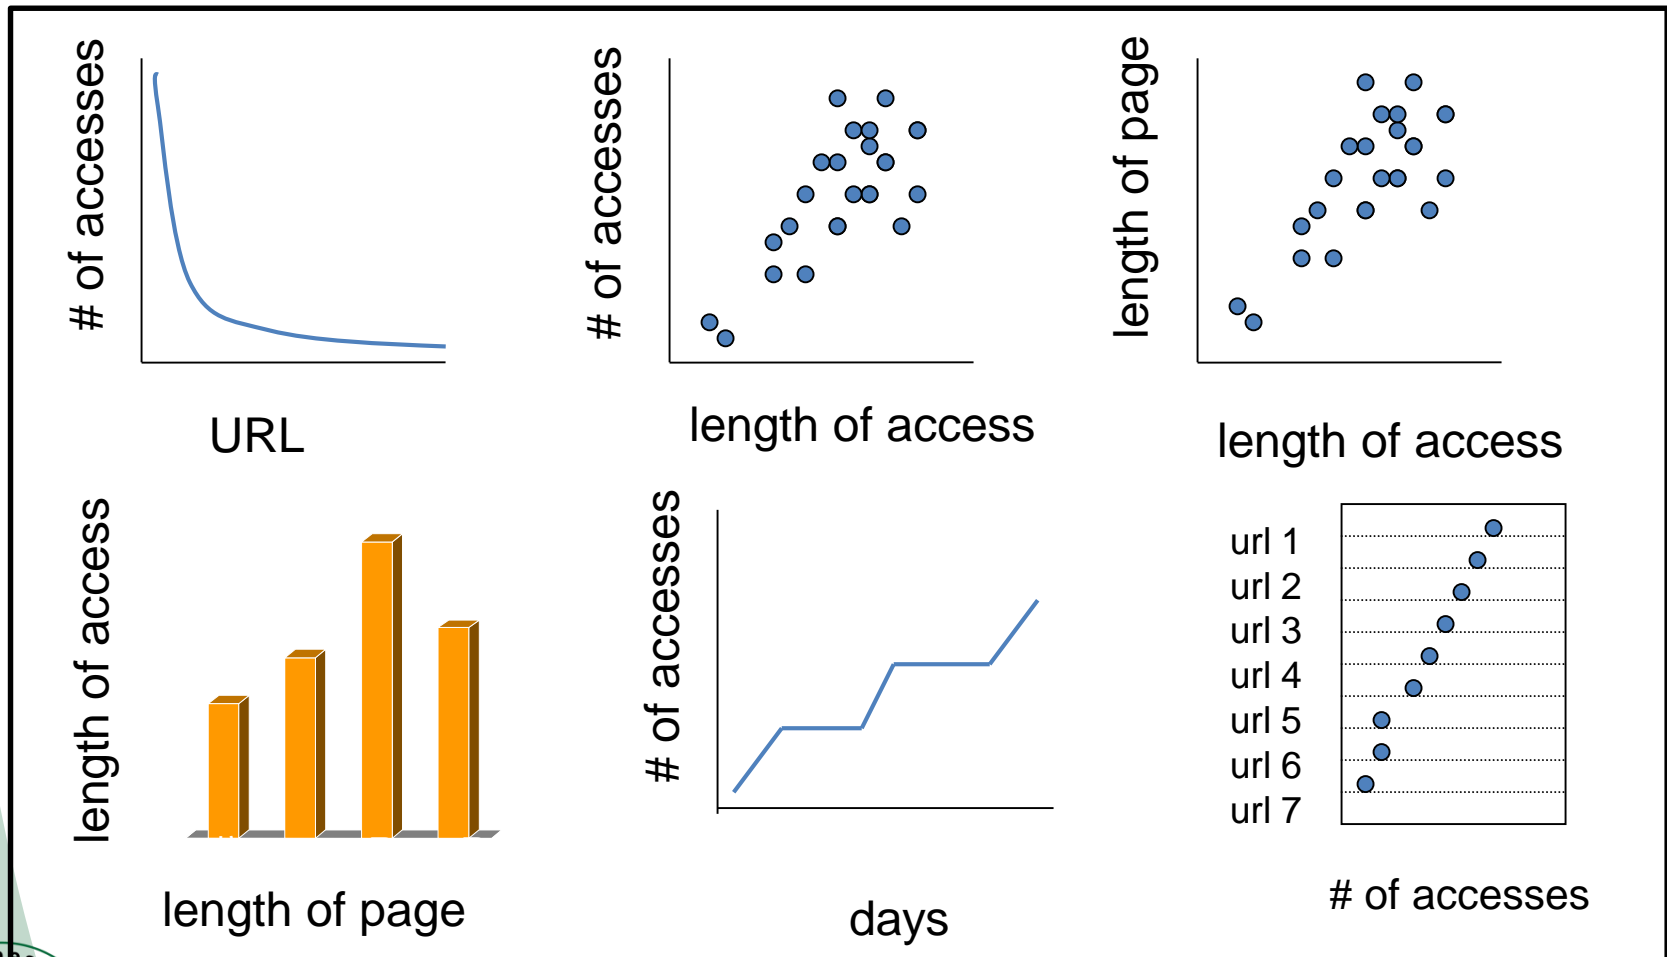 # of accesses
URL
# of accesses
length of access
length of page
length of access
length of access
length of page
# of accesses
days
url 1
url 2
url 3
url 4
url 5
url 6
url 7
# of accesses